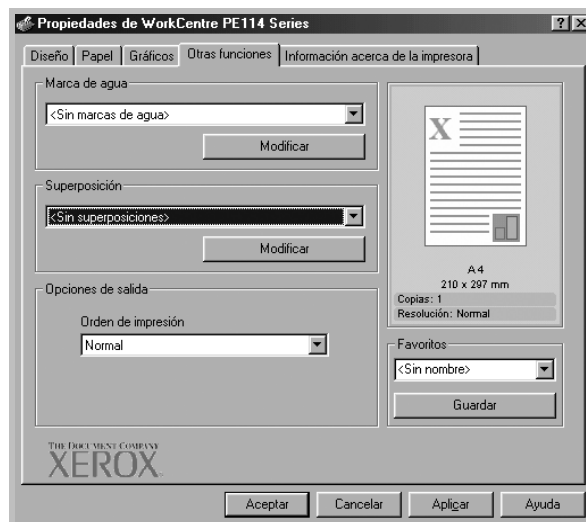 Propiedades de WorkCentre PE114 Series
Diseño Papel Gráficos Otras funciones Información acerca de la impresora
Marca de agua
<Sin marcas de agua>
Modificar
Superposición
<Sin superposiciones>
Modificar
Opciones de salida
Orden de impresión
Normal
X
A4
210 x 297 mm
Copias: 1
Resolución: Normal
Favoritos
<Sin nombre>
Guardar
THE DOCUMENT COMPANY
XEROX
Aceptar Cancelar Aplicar Ayuda